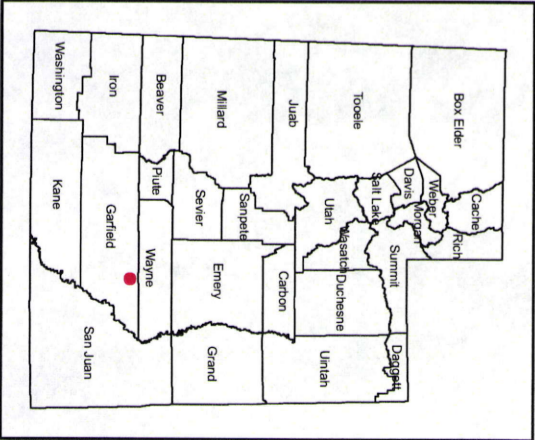 Box Elder
Cache
Rich
Weber
Morgan
Davis
Summit
Daggett
Tooele
Salt Lake
Wasatch
Duchesne
Uintah
Utah
Juab
Carbon
Millard
Sanpete
Sevier
Emery
Grand
Beaver
Piute
Wayne
Iron
Garfield
San Juan
Washington
Kane